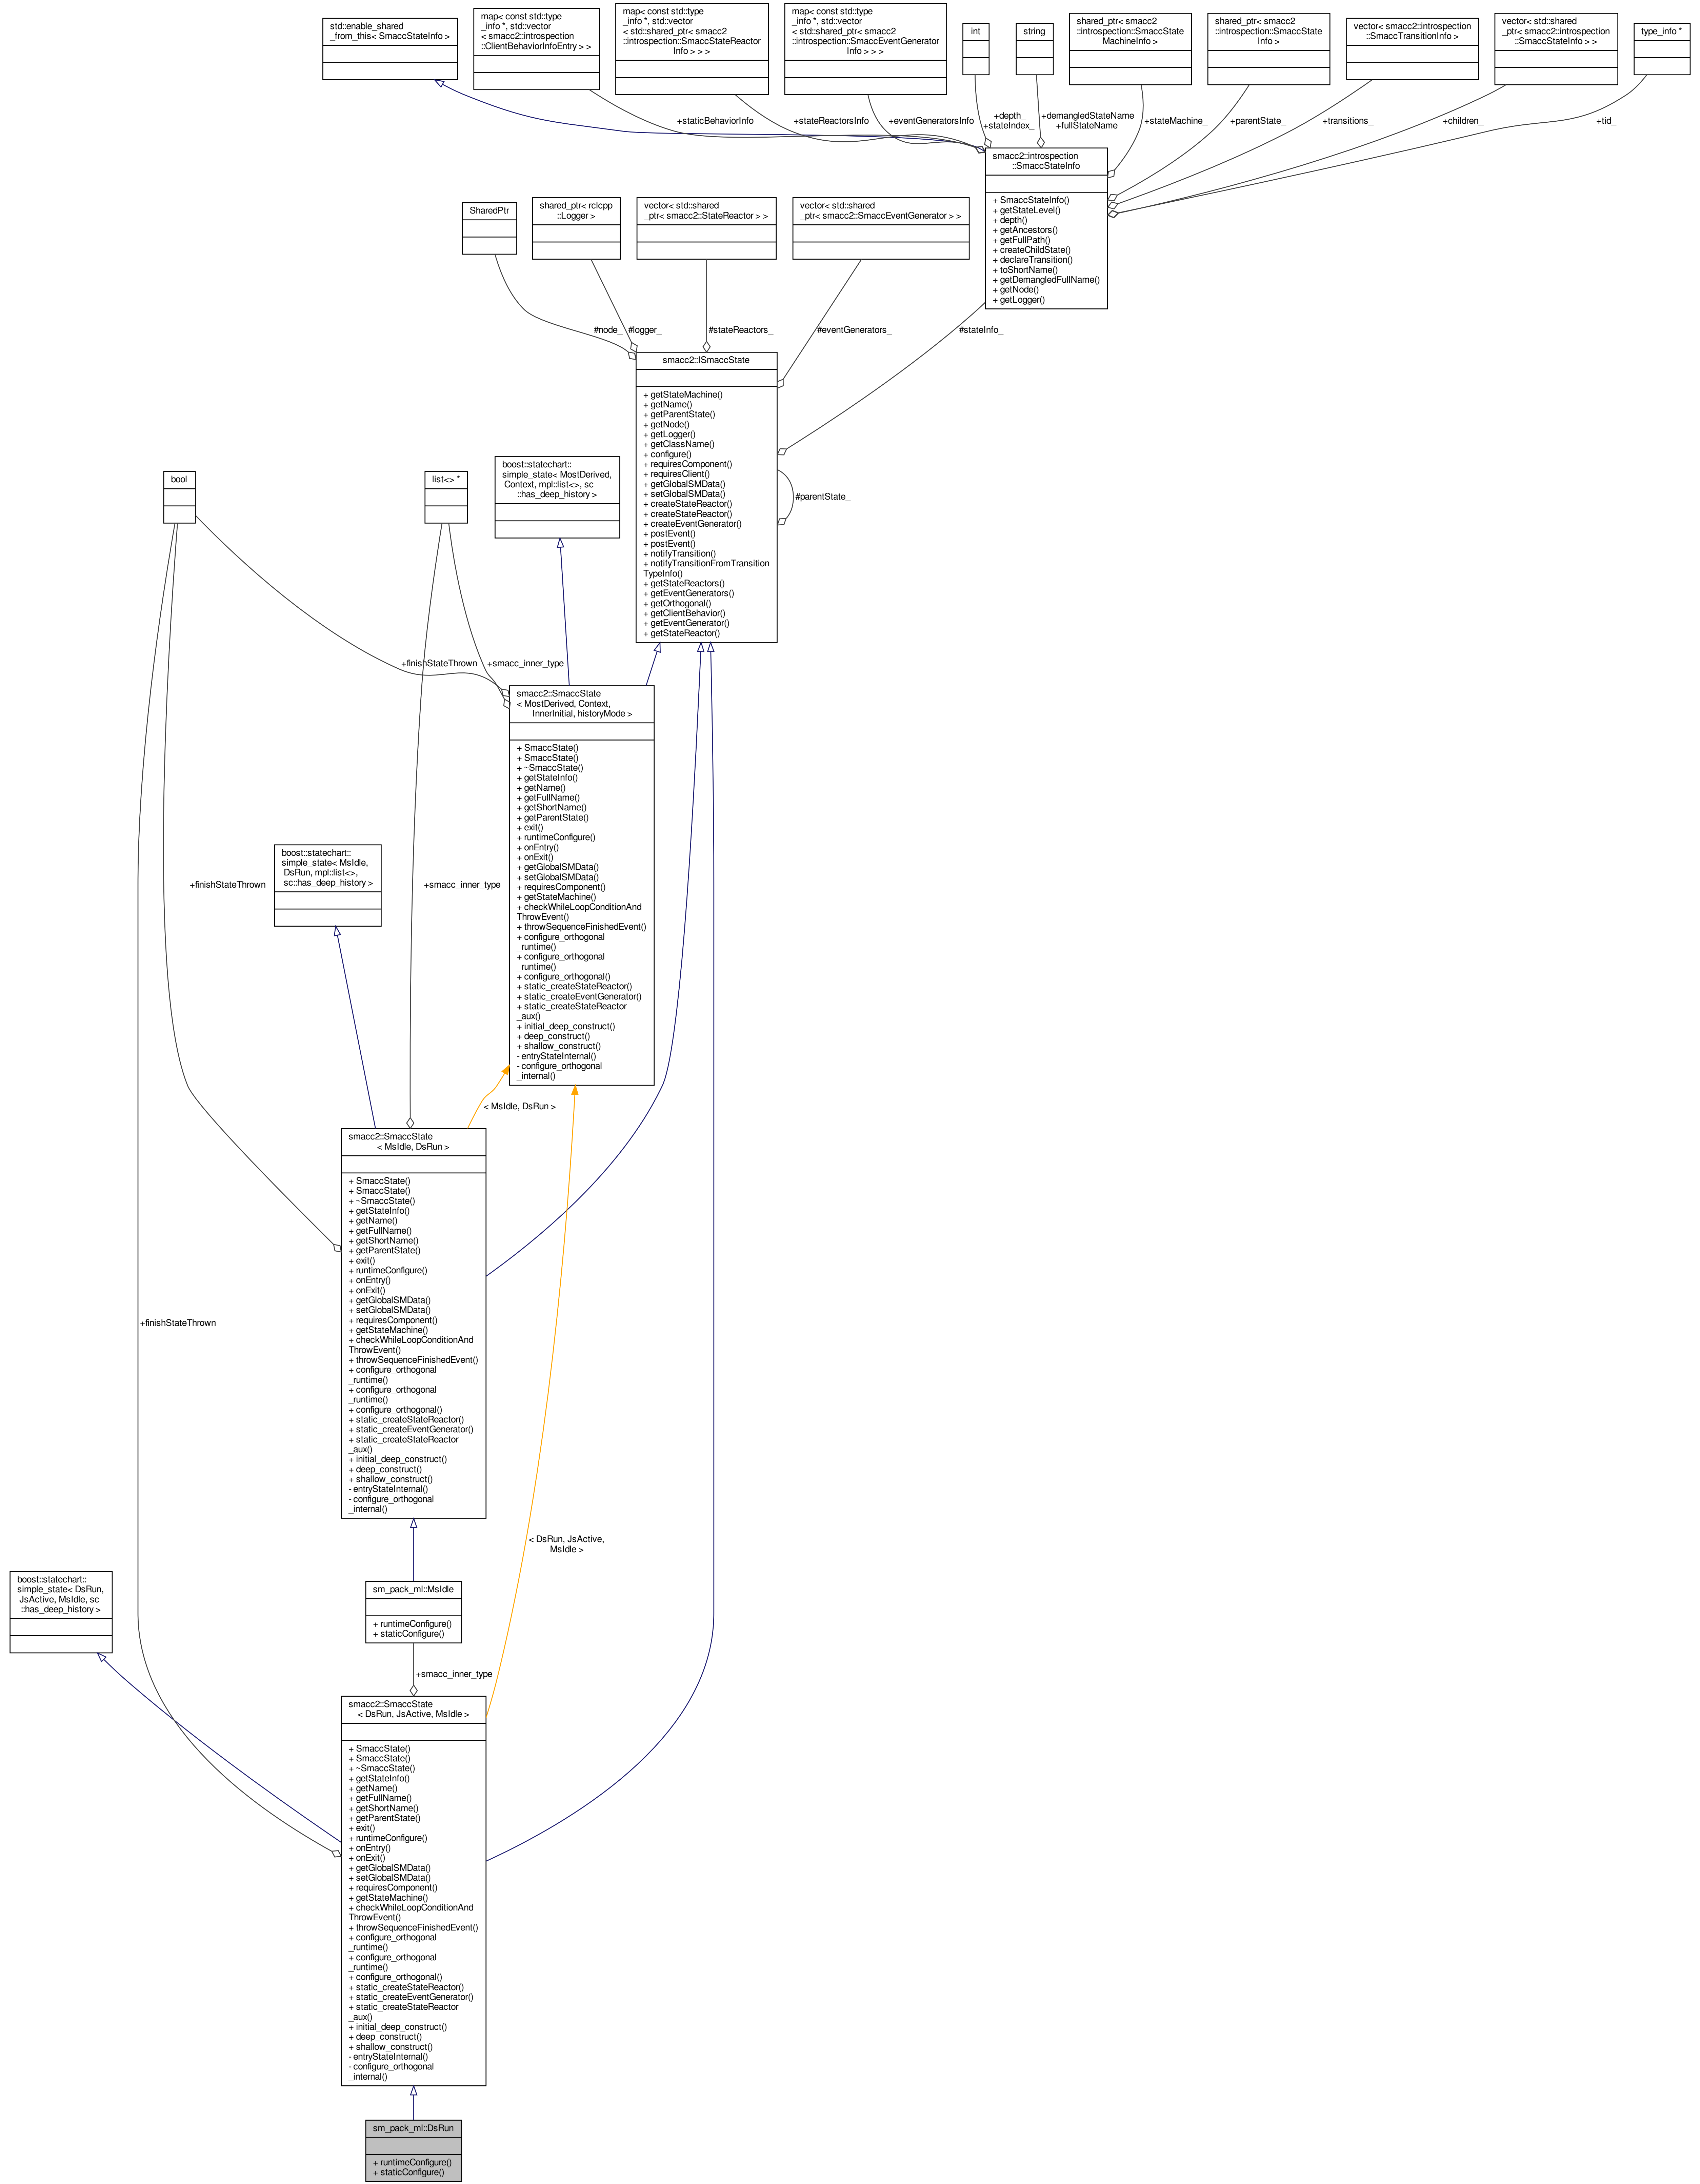 std::enable_shared
_from_this< SmaccStateInfo >
map< const std::type
_info *, std::vector
< smacc2::introspection
::ClientBehaviorInfoEntry > >
map< const std::type
_info *, std::vector
< std::shared_ptr< smacc2
::introspection::SmaccStateReactor
Info > > >
map< const std::type
_info *, std::vector
< std::shared_ptr< smacc2
::introspection::SmaccEventGenerator
Info > > >
int
string
shared_ptr< smacc2
::introspection::SmaccState
MachineInfo >
shared_ptr< smacc2
::introspection::SmaccState
Info >
vector< smacc2::introspection
::SmaccTransitionInfo >
vector< std::shared
_ptr< smacc2::introspection
::SmaccStateInfo > >
type_info *
+staticBehaviorInfo
+stateReactorsInfo
+eventGeneratorsInfo
+depth_
+stateIndex_
+demangledStateName
+fullStateName
+stateMachine_
+parentState_
+transitions_
+children_
+tid_
smacc2::introspection
::SmaccStateInfo
+ SmaccStateInfo()
+ getStateLevel()
+ depth()
+ getAncestors()
+ getFullPath()
+ createChildState()
+ declareTransition()
+ toShortName()
+ getDemangledFullName()
+ getNode()
+ getLogger()
SharedPtr
shared_ptr< rclcpp
::Logger >
vector< std::shared
_ptr< smacc2::StateReactor > >
vector< std::shared
_ptr< smacc2::SmaccEventGenerator > >
#node_
#logger_
#stateReactors_
#eventGenerators_
#stateInfo_
smacc2::ISmaccState
+ getStateMachine()
+ getName()
+ getParentState()
+ getNode()
+ getLogger()
+ getClassName()
+ configure()
+ requiresComponent()
+ requiresClient()
+ getGlobalSMData()
+ setGlobalSMData()
+ createStateReactor()
+ createStateReactor()
+ createEventGenerator()
+ postEvent()
+ postEvent()
+ notifyTransition()
+ notifyTransitionFromTransition
TypeInfo()
+ getStateReactors()
+ getEventGenerators()
+ getOrthogonal()
+ getClientBehavior()
+ getEventGenerator()
+ getStateReactor()
#parentState_
bool
list<> *
boost::statechart::
simple_state< MostDerived,
Context, mpl::list<>, sc
::has_deep_history >
+finishStateThrown
+smacc_inner_type
smacc2::SmaccState
< MostDerived, Context,
InnerInitial, historyMode >
+ SmaccState()
+ SmaccState()
+ ~SmaccState()
+ getStateInfo()
+ getName()
+ getFullName()
+ getShortName()
+ getParentState()
+ exit()
+ runtimeConfigure()
+ onEntry()
+ onExit()
+ getGlobalSMData()
+ setGlobalSMData()
+ requiresComponent()
+ getStateMachine()
+ checkWhileLoopConditionAnd
ThrowEvent()
+ throwSequenceFinishedEvent()
+ configure_orthogonal
_runtime()
+ configure_orthogonal
_runtime()
+ configure_orthogonal()
+ static_createStateReactor()
+ static_createEventGenerator()
+ static_createStateReactor
_aux()
+ initial_deep_construct()
+ deep_construct()
+ shallow_construct()
- entryStateInternal()
- configure_orthogonal
_internal()
boost::statechart::
simple_state< MsIdle,
DsRun, mpl::list<>,
sc::has_deep_history >
+finishStateThrown
+smacc_inner_type
< MsIdle, DsRun >
smacc2::SmaccState
< MsIdle, DsRun >
+ SmaccState()
+ SmaccState()
+ ~SmaccState()
+ getStateInfo()
+ getName()
+ getFullName()
+ getShortName()
+ getParentState()
+ exit()
+ runtimeConfigure()
+ onEntry()
+ onExit()
+ getGlobalSMData()
+ setGlobalSMData()
+ requiresComponent()
+ getStateMachine()
+ checkWhileLoopConditionAnd
ThrowEvent()
+ throwSequenceFinishedEvent()
+ configure_orthogonal
_runtime()
+ configure_orthogonal
_runtime()
+ configure_orthogonal()
+ static_createStateReactor()
+ static_createEventGenerator()
+ static_createStateReactor
_aux()
+ initial_deep_construct()
+ deep_construct()
+ shallow_construct()
- entryStateInternal()
- configure_orthogonal
_internal()
+finishStateThrown
< DsRun, JsActive,
MsIdle >
boost::statechart::
simple_state< DsRun,
JsActive, MsIdle, sc
::has_deep_history >
sm_pack_ml::MsIdle
+ runtimeConfigure()
+ staticConfigure()
+smacc_inner_type
smacc2::SmaccState
< DsRun, JsActive, MsIdle >
+ SmaccState()
+ SmaccState()
+ ~SmaccState()
+ getStateInfo()
+ getName()
+ getFullName()
+ getShortName()
+ getParentState()
+ exit()
+ runtimeConfigure()
+ onEntry()
+ onExit()
+ getGlobalSMData()
+ setGlobalSMData()
+ requiresComponent()
+ getStateMachine()
+ checkWhileLoopConditionAnd
ThrowEvent()
+ throwSequenceFinishedEvent()
+ configure_orthogonal
_runtime()
+ configure_orthogonal
_runtime()
+ configure_orthogonal()
+ static_createStateReactor()
+ static_createEventGenerator()
+ static_createStateReactor
_aux()
+ initial_deep_construct()
+ deep_construct()
+ shallow_construct()
- entryStateInternal()
- configure_orthogonal
_internal()
sm_pack_ml::DsRun
+ runtimeConfigure()
+ staticConfigure()